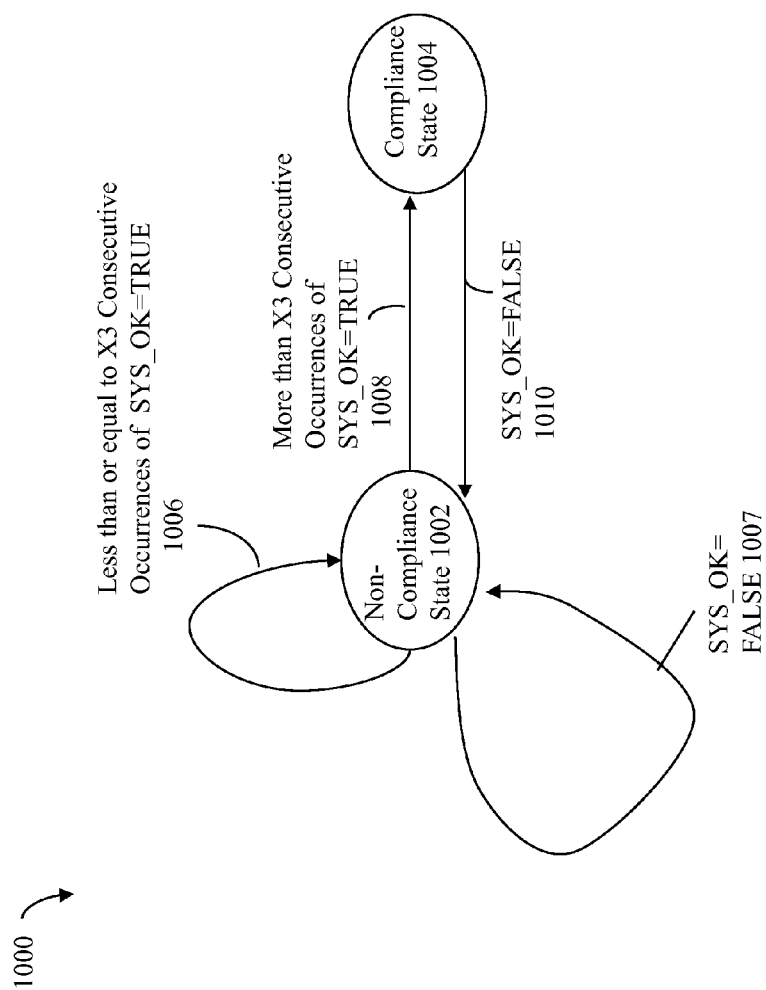 1000
Less than or equal to X3 Consecutive
Occurrences of SYS_OK=TRUE
1006
More than X3 Consecutive
Occurrences of
SYS_OK=TRUE
1008
Non-
Compliance
State 1002
Compliance
State 1004
SYS_OK=FALSE
1010
SYS_OK=
FALSE 1007